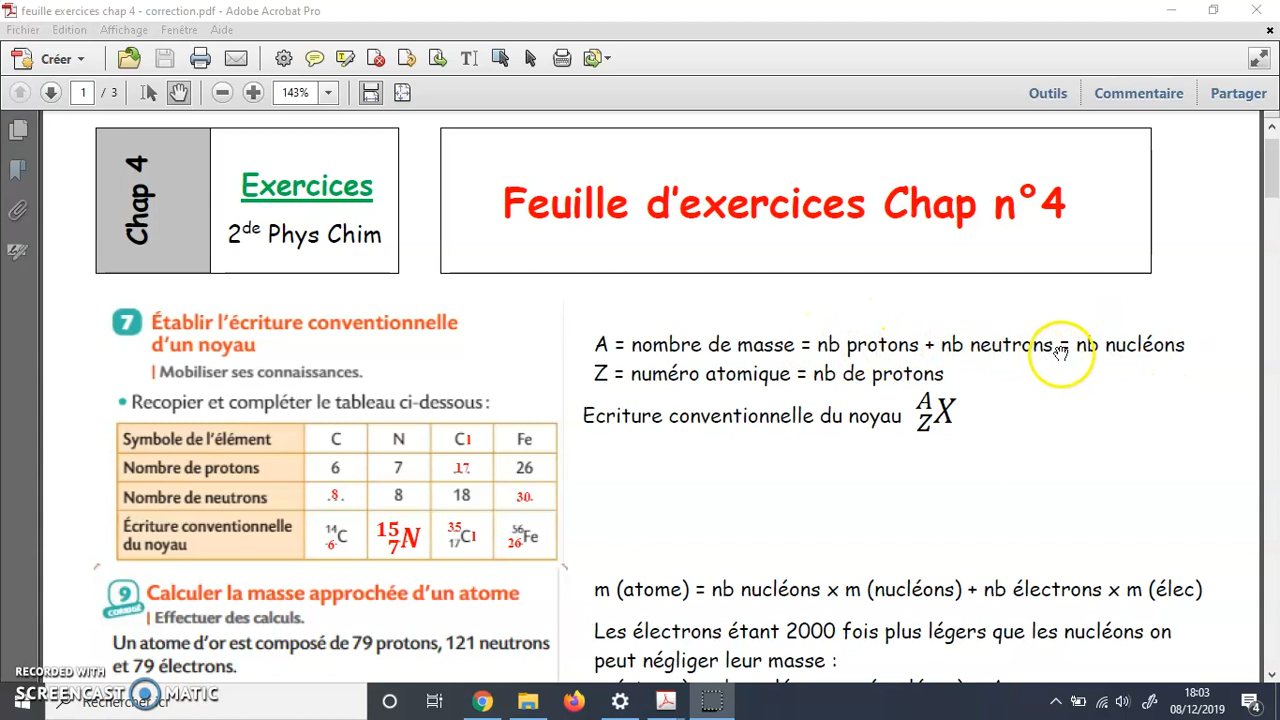 feuille exercices chap 4 - correction.pdf - Adobe Acrobat Pro
Fichier Edition Affichage Fenêtre Aide
Créer
1 / 3 143% Outils Commentaire Partager
Chap 4
Exercices
2de Phys Chim
Feuille d'exercices Chap n°4
7 Établir l'écriture conventionnelle
d'un noyau
| Mobiliser ses connaissances.
• Recopier et compléter le tableau ci-dessous :
Symbole de l'élément C N Cl Fe
Nombre de protons 6 7 .17. 26
Nombre de neutrons .8. 8 18 30.
Écriture conventionnelle
du noyau
14 -6- C 15 7 N 35 17 Cl 56 26 Fe
A = nombre de masse = nb protons + nb neutrons = nb nucléons
Z = numéro atomique = nb de protons
Ecriture conventionnelle du noyau A Z X
9 Calculer la masse approchée d'un atome
CORRIGÉ
| Effectuer des calculs.
Un atome d'or est composé de 79 protons, 121 neutrons
et 79 électrons.
m (atome) = nb nucléons x m (nucléons) + nb électrons x m (élec)
Les électrons étant 2000 fois plus légers que les nucléons on
peut négliger leur masse :
RECORDED WITH
SCREENCAST MATIC
Rechercher ici
18:03
08/12/2019
4